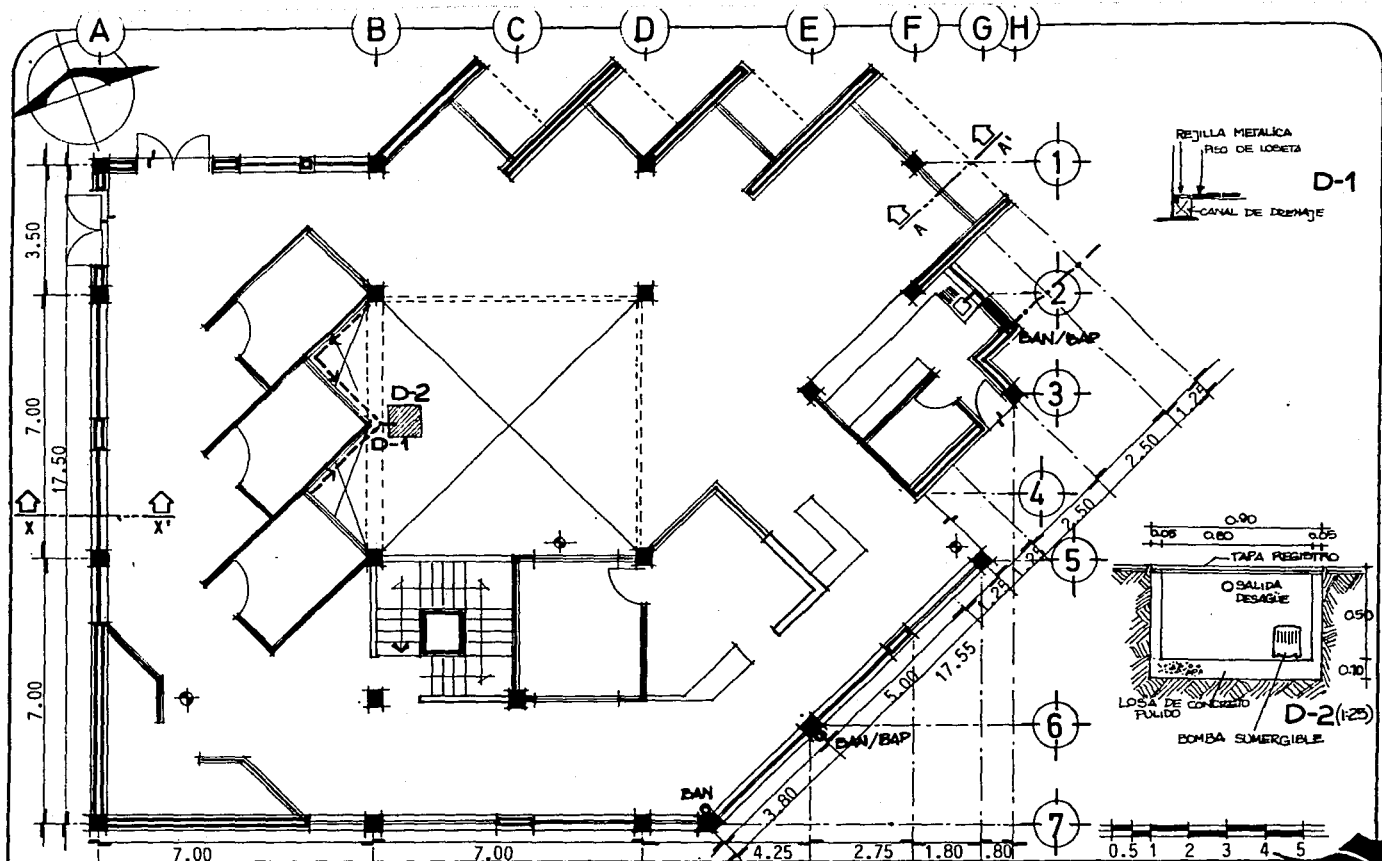 A B C D E F G H
1
2
3
4
5
6
7
3.50
7.00
17.50
7.00
X
X'
A
A'
D-2
D-1
BAN/BAP
BAN/BAP
BAN
REJILLA METALICA
PISO DE LOSETA
D-1
CANAL DE DRENAJE
1.25
2.50
2.50
1.25
5.00
17.55
3.80
0.90
0.05 0.80 0.05
TAPA REGISTRO
SALIDA
DESAGÜE
0.50
0.10
LOSA DE CONCRETO
PULIDO
D-2 (1:25)
BOMBA SUMERGIBLE
7.00 7.00 4.25 2.75 1.80 .80
0.5 1 2 3 4 5